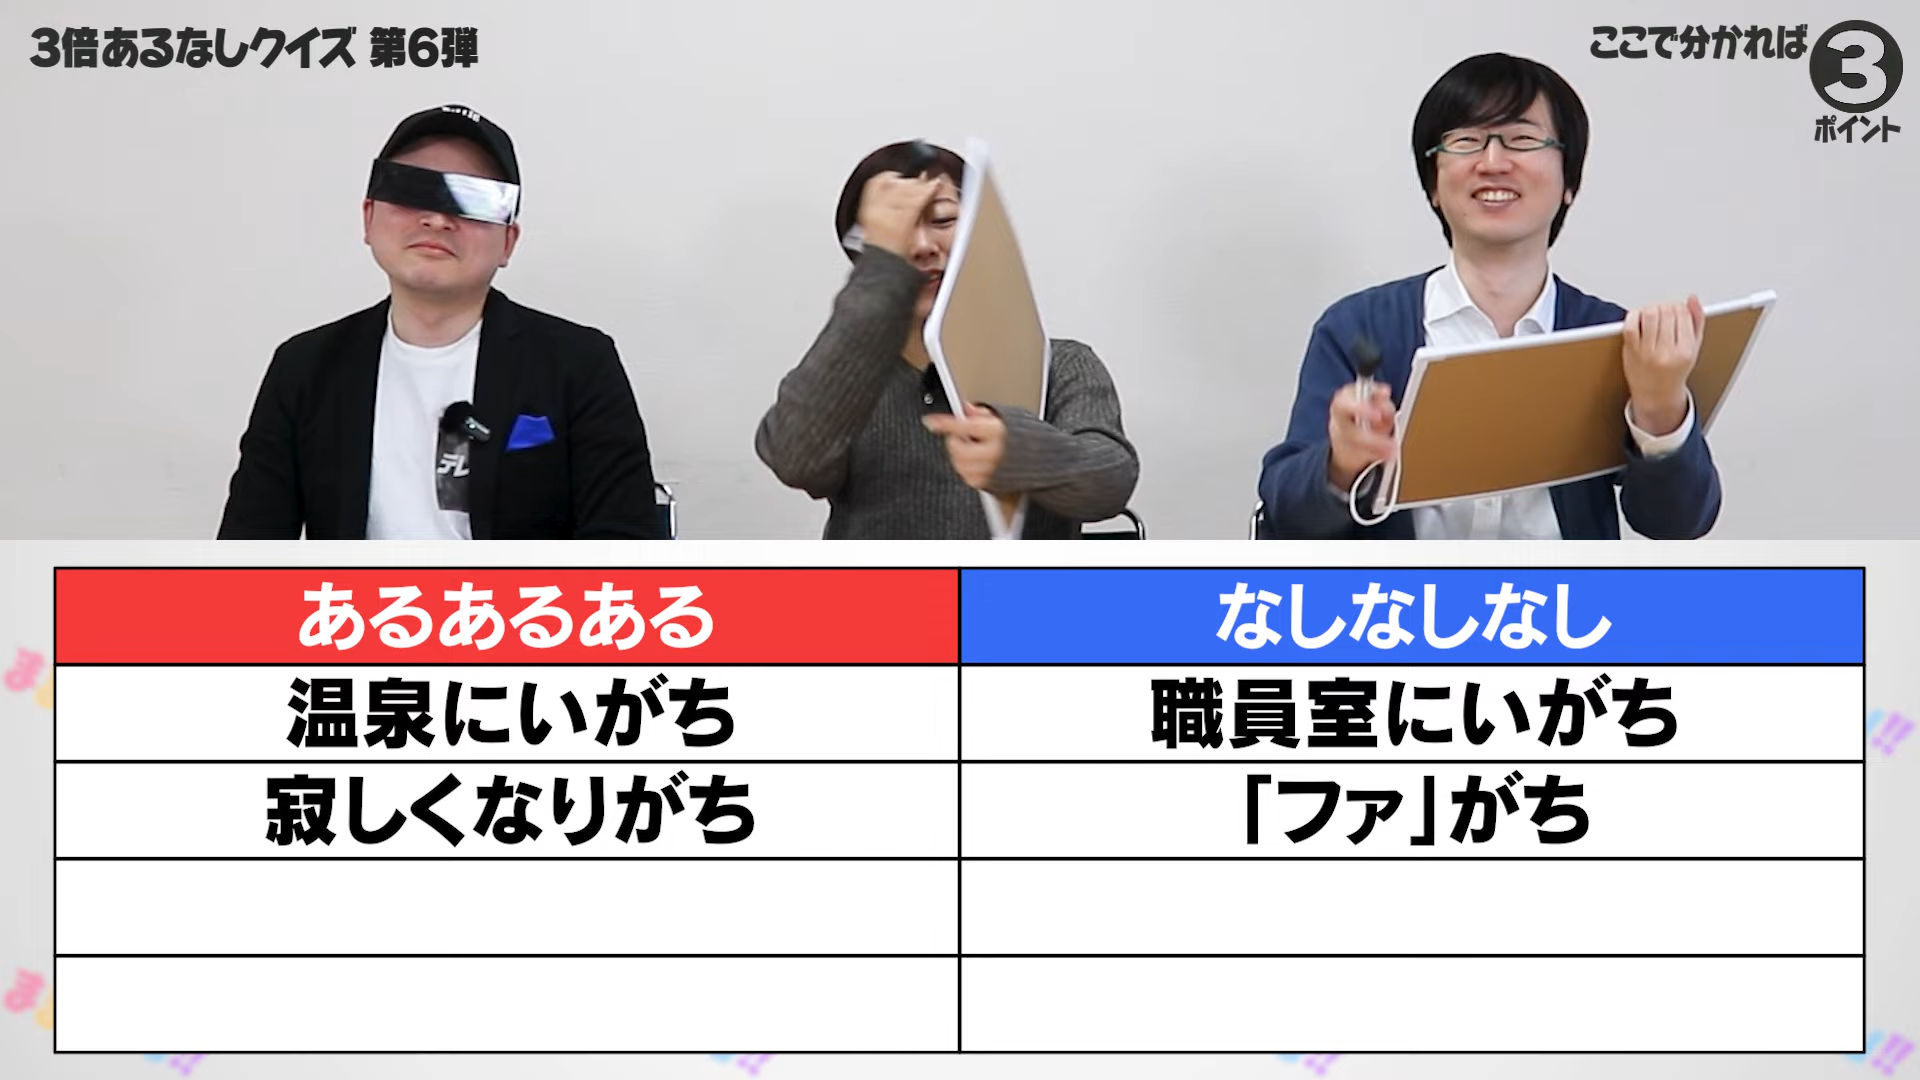 3倍あるなしクイズ 第6弾
ここで分かれば
3
ポイント
テレ
あるあるある
なしなしなし
温泉にいがち
職員室にいがち
寂しくなりがち
「ファ」がち